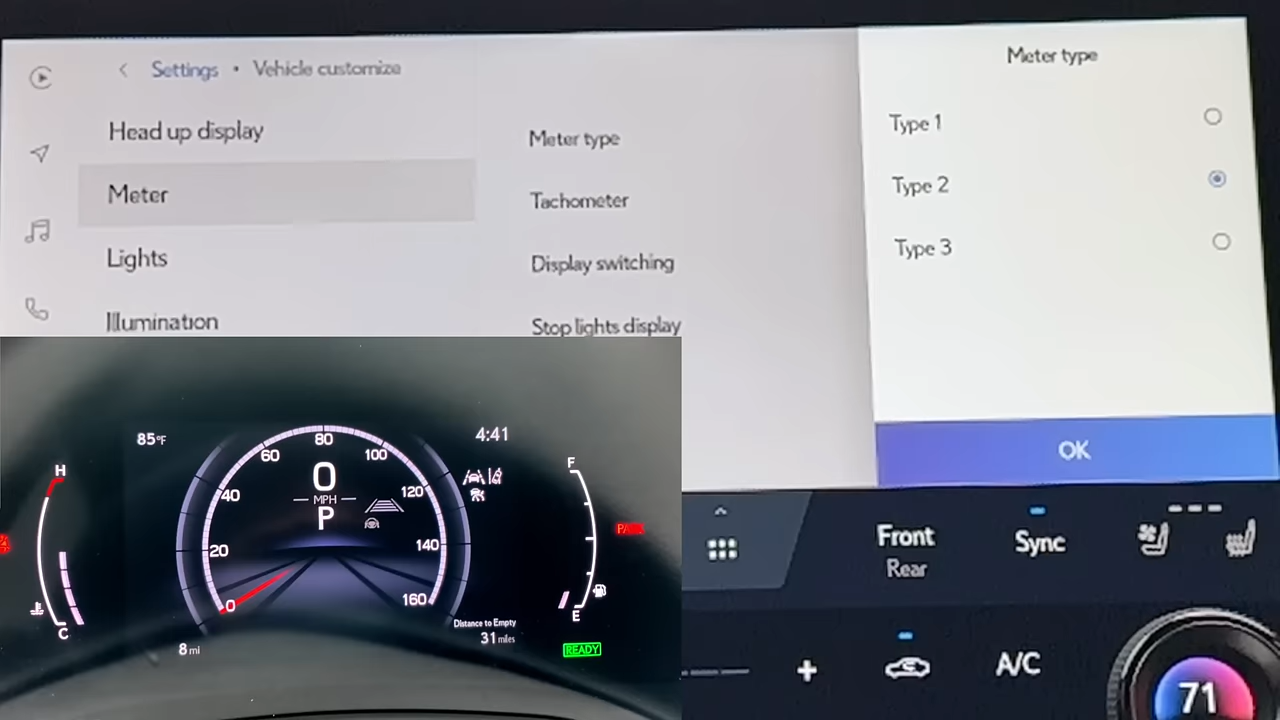 Settings • Vehicle customize
Head up display
Meter
Lights
Illumination
Meter type
Tachometer
Display switching
Stop lights display
Meter type
Type 1
Type 2
Type 3
OK
85°F
4:41
H
C
0
20
40
60
80
100
120
140
160
0
MPH
P
F
E
Distance to Empty
31 miles
8 mi
READY
Front
Rear
Sync
A/C
+
71